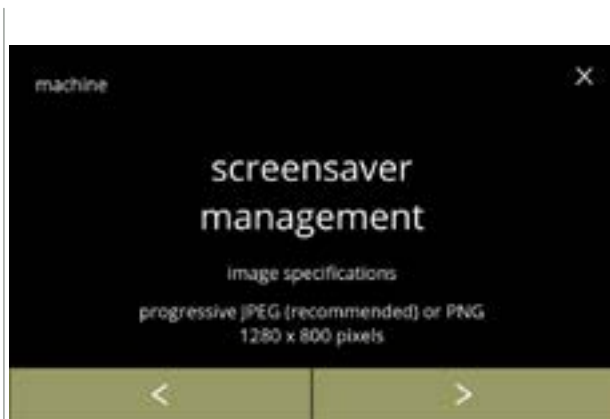 machine
×
screensaver
management
image specifications
progressive JPEG (recommended) or PNG
1280 x 800 pixels
< >